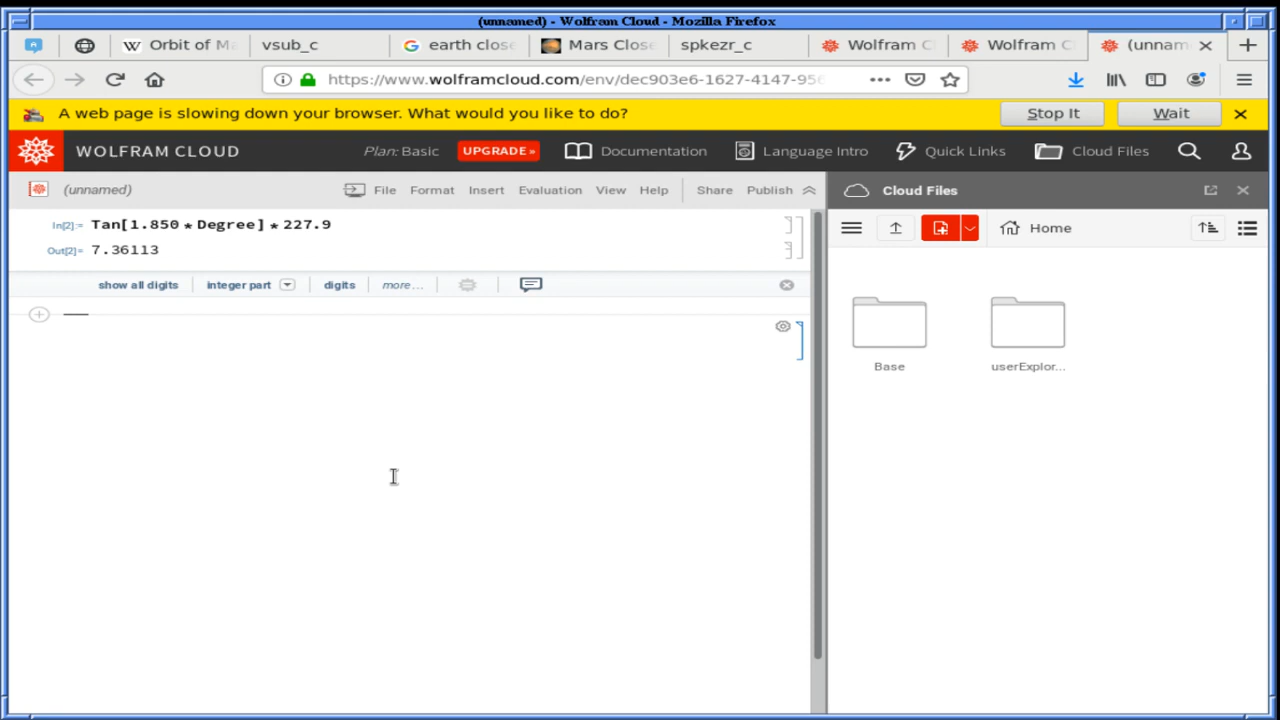 (unnamed) - Wolfram Cloud - Mozilla Firefox
Orbit of Ma
vsub_c
earth close
Mars Close
spkezr_c
Wolfram C
Wolfram C
(unnam
https://www.wolframcloud.com/env/dec903e6-1627-4147-956
A web page is slowing down your browser. What would you like to do?
Stop It
Wait
WOLFRAM CLOUD
Plan: Basic
UPGRADE »
Documentation
Language Intro
Quick Links
Cloud Files
(unnamed)
File
Format
Insert
Evaluation
View
Help
Share
Publish
Cloud Files
In[2]:= Tan[1.850 * Degree] * 227.9
Home
Out[2]= 7.36113
show all digits
integer part
digits
more...
Base
userExplor...